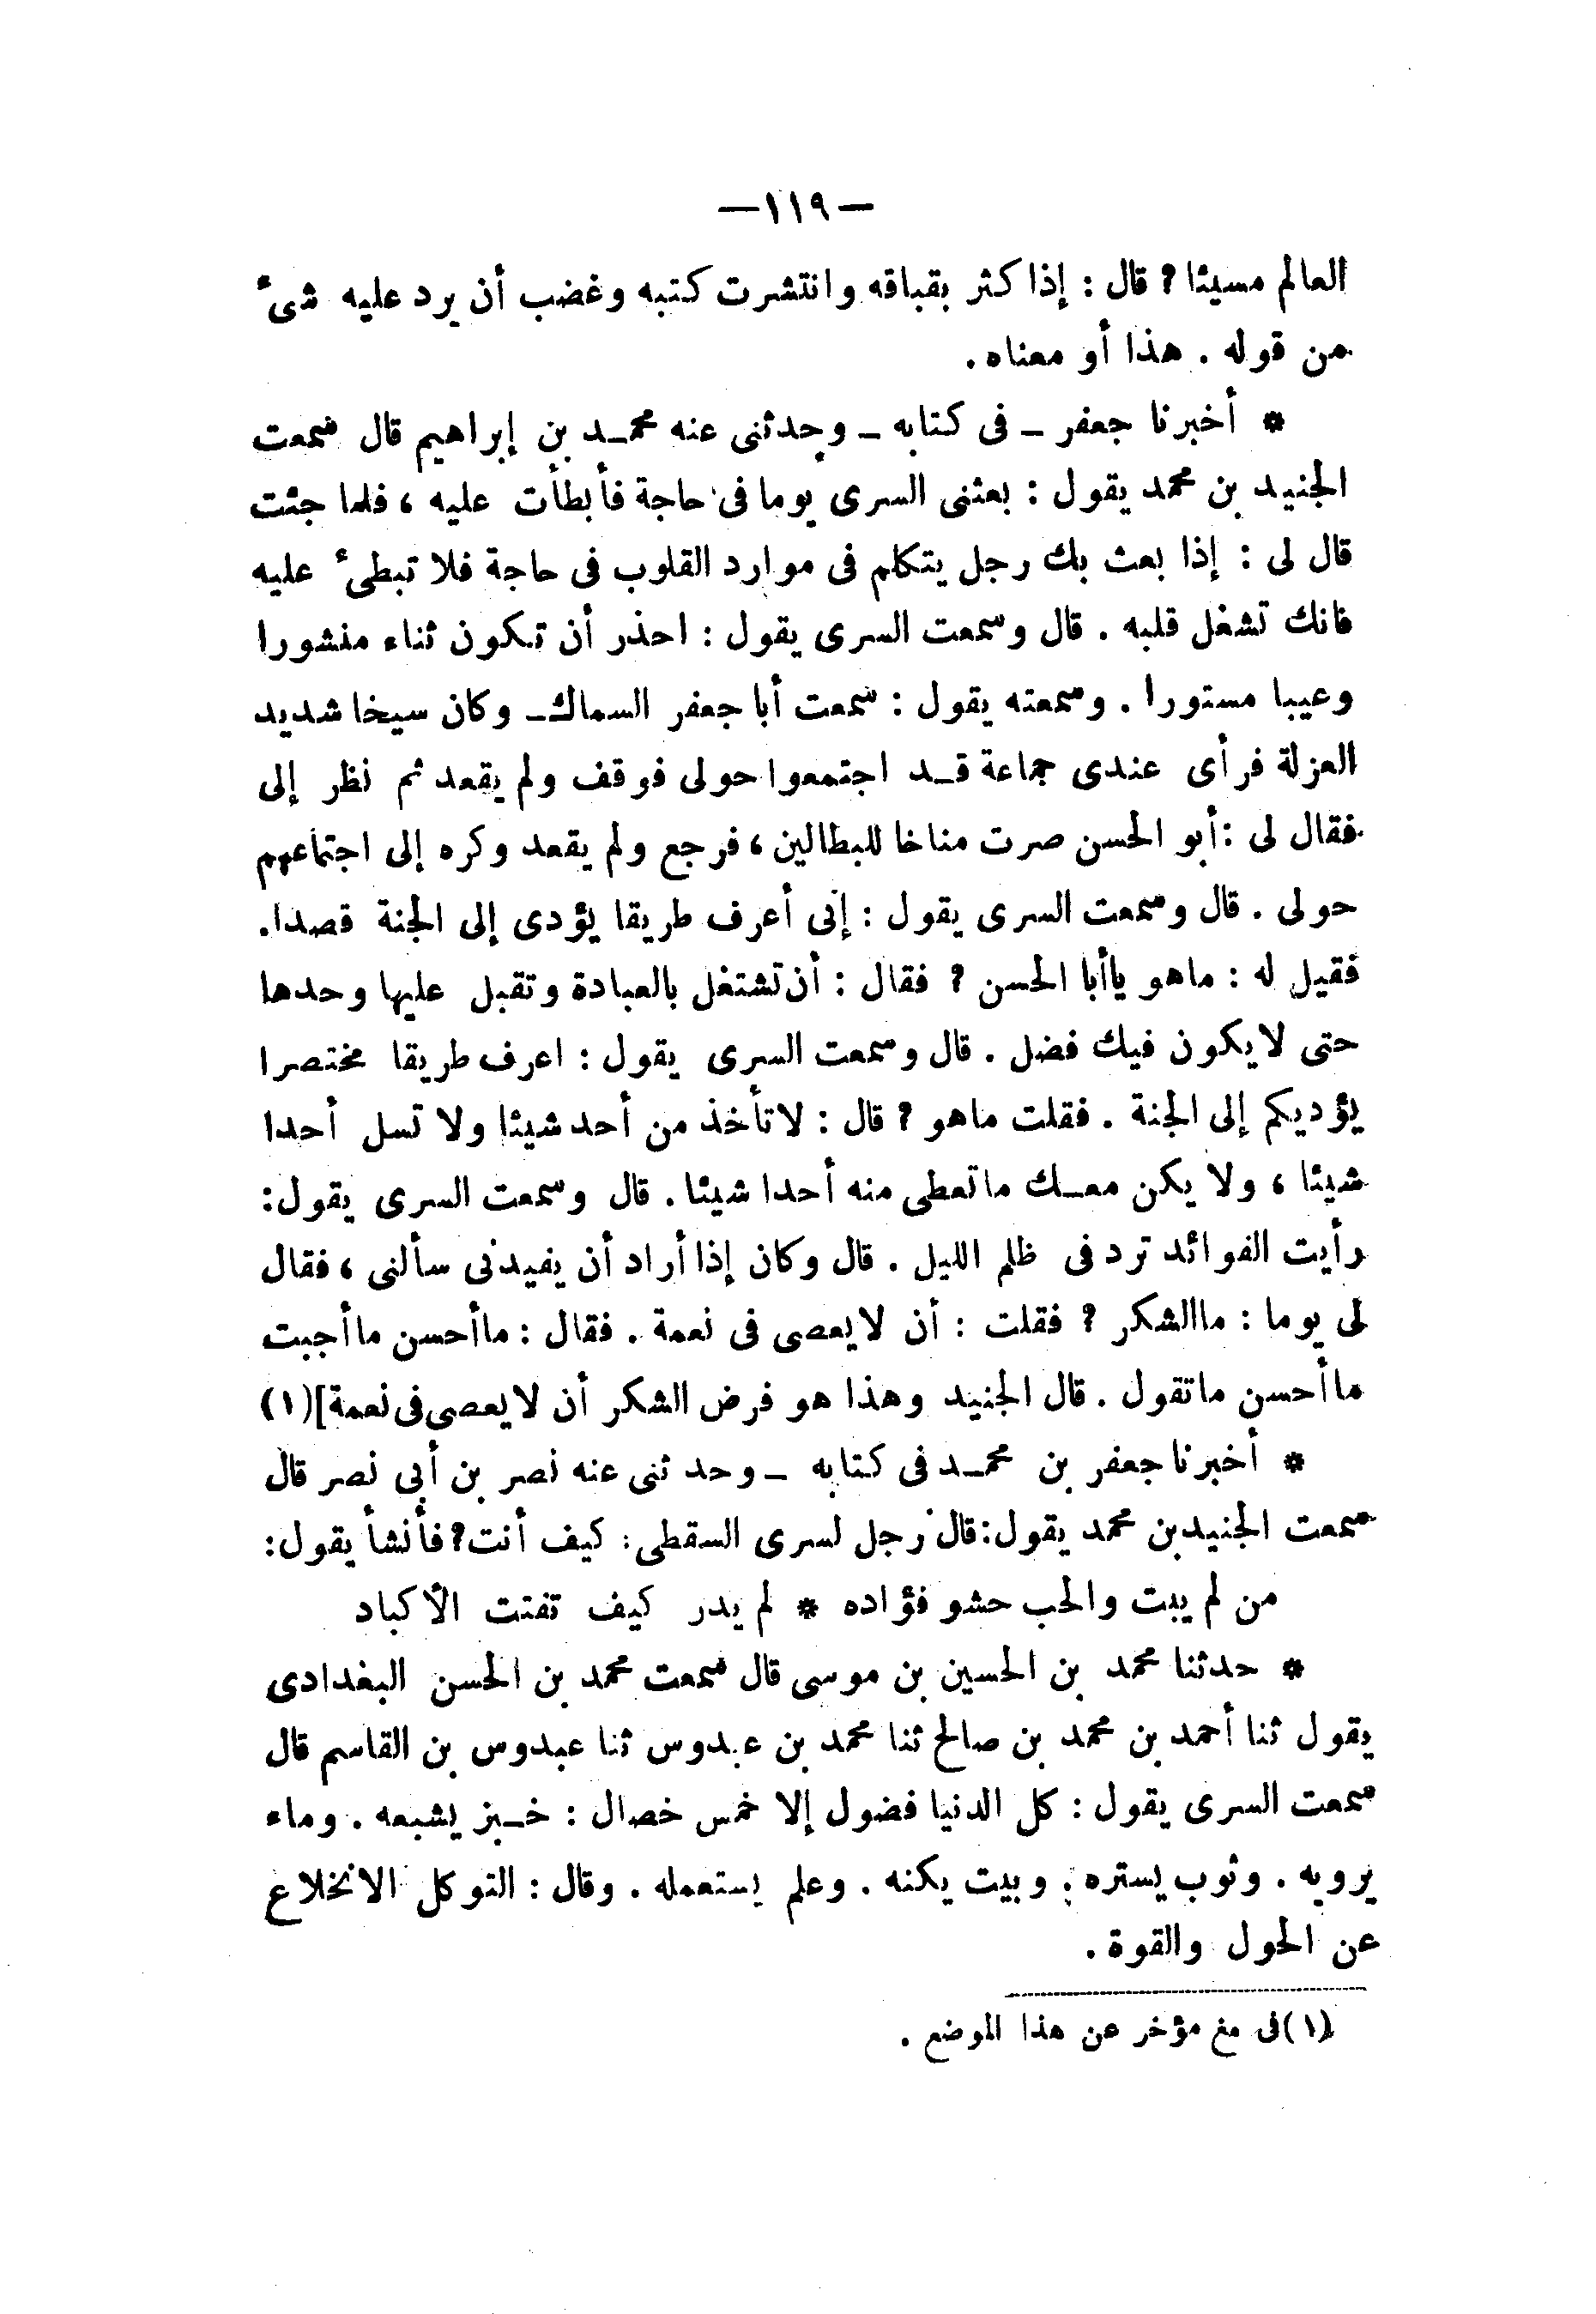 —١١٩—
العالم مسيئا ? قال : إذا كثر بقباقه وانتشرت كتبه وغضب أن يرد عليه شىء
من قوله . هذا أو معناه .
* أخبرنا جعفر ـ فى كتابه ـ وحدثنى عنه محمد بن إبراهيم قال سمعت
الجنيد بن محمد يقول : بعثنى السرى يوما فى حاجة فأبطأت عليه ، فلما جئت
قال لى : إذا بعث بك رجل يتكلم فى موارد القلوب فى حاجة فلا تبطىء عليه
فانك تشغل قلبه . قال وسمعت السرى يقول : احذر أن تكون ثناء منشورا
وعيبا مستورا . وسمعته يقول : سمعت أبا جعفر السماك ـ وكان سيخا شديد
العزلة فرأى عندى جماعة قد اجتمعوا حولى فوقف ولم يقعد ثم نظر إلى
فقال لى : أبو الحسن صرت مناخا للبطالين ، فرجع ولم يقعد وكره إلى اجتماعهم
حولى . قال وسمعت السرى يقول : إنى أعرف طريقا يؤدى إلى الجنة قصدا .
فقيل له : ماهو ياأبا الحسن ? فقال : أن تشتغل بالعبادة وتقبل عليها وحدها
حتى لايكون فيك فضل . قال وسمعت السرى يقول : اعرف طريقا مختصرا
يؤديكم إلى الجنة . فقلت ماهو ? قال : لاتأخذ من أحد شيئا ولا تسل أحدا
شيئا ، ولا يكن معك ماتعطى منه أحدا شيئا . قال وسمعت السرى يقول :
رأيت الفوائد ترد فى ظلم الليل . قال وكان إذا أراد أن يفيدنى سألنى ، فقال
لى يوما : ماالشكر ? فقلت : أن لايعصى فى نعمة . فقال : ماأحسن ماأجبت
ماأحسن ماتقول . قال الجنيد وهذا هو فرض الشكر أن لايعصى فى نعمة](١)
* أخبرنا جعفر بن محمد فى كتابه ـ وحدثنى عنه نصر بن أبى نصر قال
سمعت الجنيد بن محمد يقول : قال رجل لسرى السقطى : كيف أنت ? فأنشأ يقول :
من لم يبت والحب حشو فؤاده * لم يدر كيف تفتت الأكباد
* حدثنا محمد بن الحسين بن موسى قال سمعت محمد بن الحسن البغدادى
يقول ثنا أحمد بن محمد بن صالح ثنا محمد بن عبدوس ثنا عبدوس بن القاسم قال
سمعت السرى يقول : كل الدنيا فضول إلا خمس خصال : خبز يشبعه . وماء
يرويه . وثوب يستره . وبيت يكنه . وعلم يستعمله . وقال : التوكل الانخلاع
عن الحول والقوة .
(١) فى مغ مؤخر عن هذا الموضع .